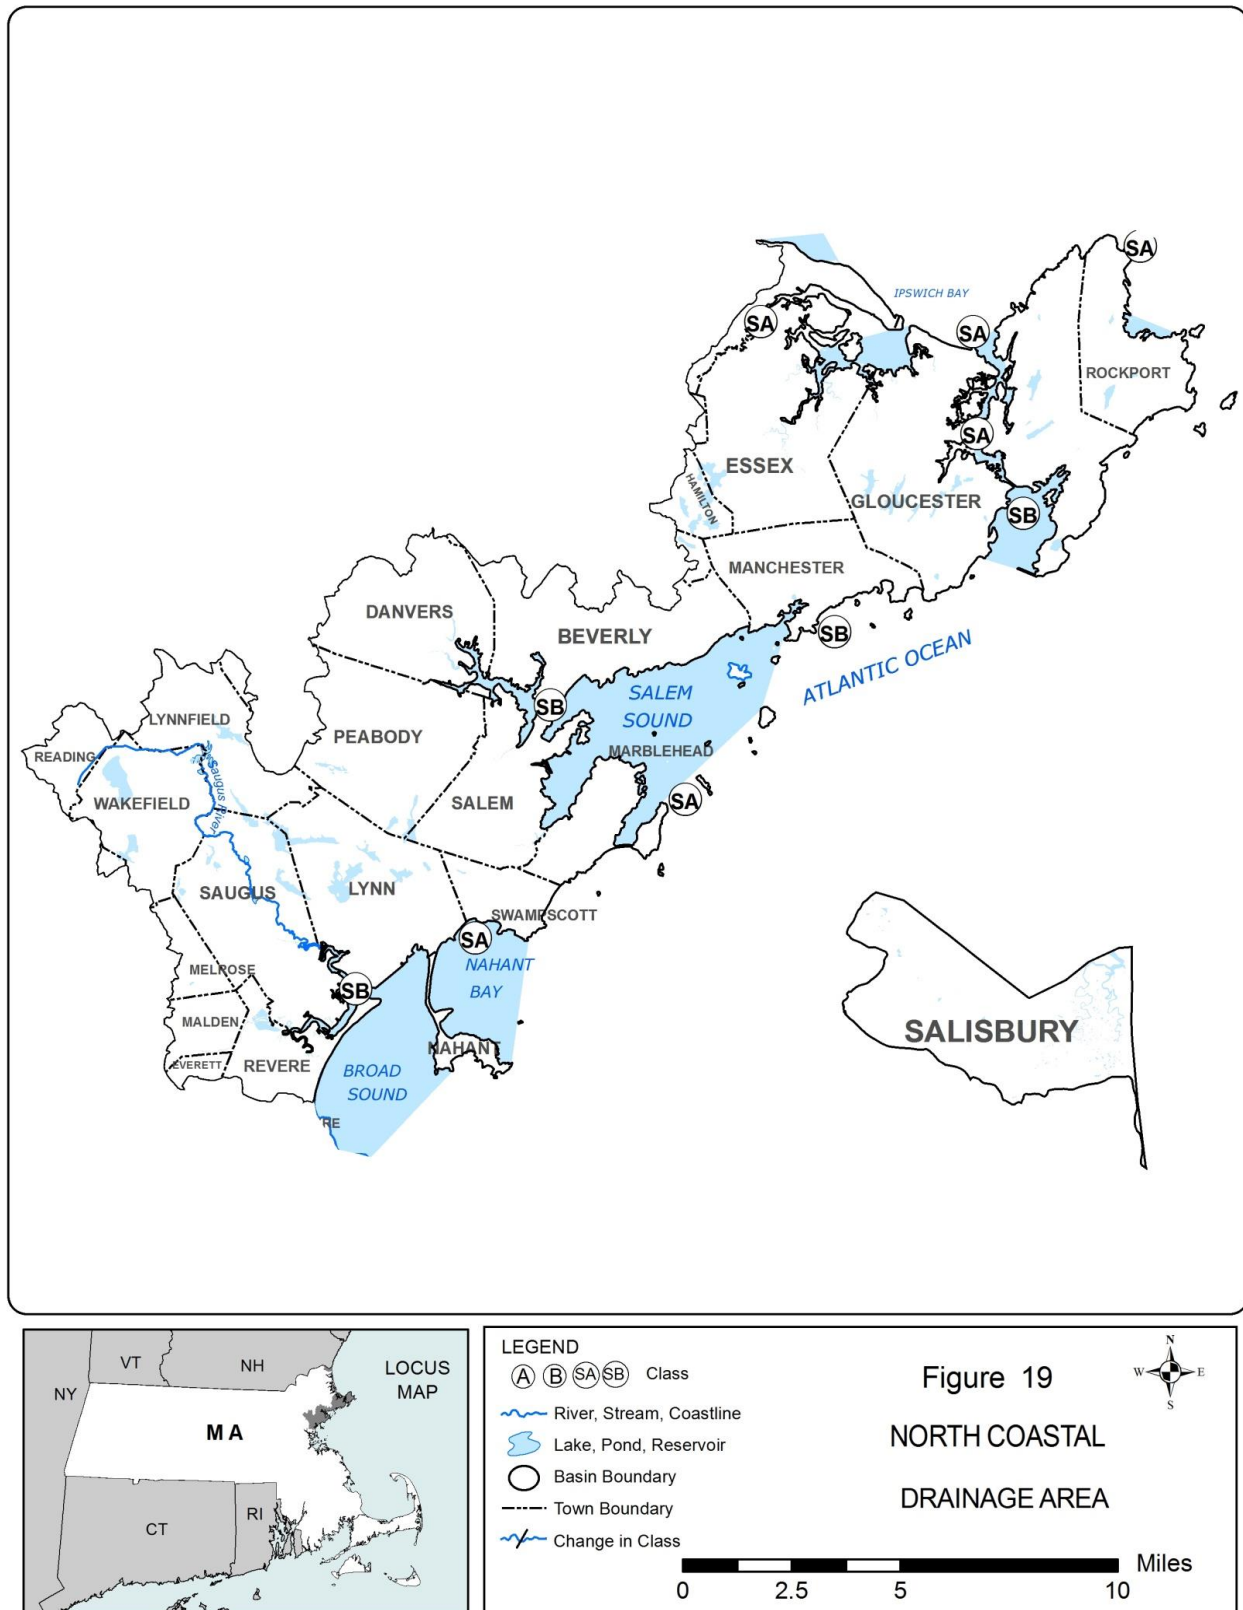 SA
IPSWICH BAY
SA
SA
ROCKPORT
SA
ESSEX
HAMILTON
GLOUCESTER
SB
MANCHESTER
DANVERS
BEVERLY
SB
ATLANTIC OCEAN
SALEM
SOUND
SB
LYNNFIELD
PEABODY
MARBLEHEAD
READING
Saugus River
WAKEFIELD
SALEM
SA
SAUGUS
LYNN
SWAMPSCOTT
SA
NAHANT
BAY
MELROSE
SB
MALDEN
SALISBURY
NAHANT
EVERETT
REVERE
BROAD
SOUND
RE
VT
NH
LOCUS
MAP
NY
MA
CT
RI
LEGEND
A B SA SB Class
River, Stream, Coastline
Lake, Pond, Reservoir
Basin Boundary
Town Boundary
Change in Class
Figure 19
N
W E
S
NORTH COASTAL
DRAINAGE AREA
Miles
0 2.5 5 10